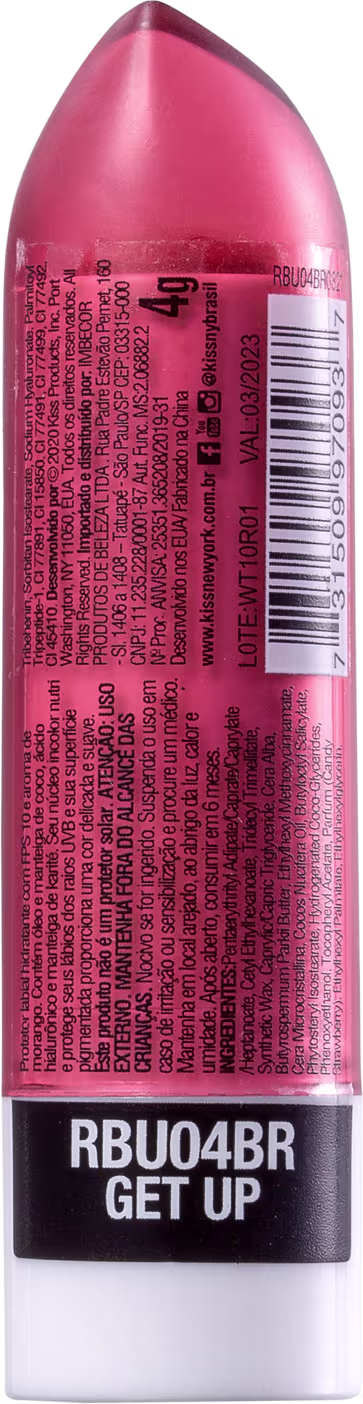 Protetor labial hidratante com FPS 10 e aroma de
morango. Contém óleo e manteiga de coco, ácido
hialurônico e manteiga de karité. Seu núcleo incolor nutri
e protege seus lábios dos raios UVB e sua superfície
pigmentada proporciona uma cor delicada e suave.
Este produto não é um protetor solar. ATENÇÃO: USO
EXTERNO. MANTENHA FORA DO ALCANCE DAS
CRIANÇAS. Nocivo se for ingerido. Suspenda o uso em
caso de irritação ou sensibilização e procure um médico.
Mantenha em local arejado, ao abrigo da luz, calor e
umidade. Após aberto, consumir em 6 meses.
INGREDIENTES: Pentaerythrityl Adipate/Caprate/Caprylate
/Heptanoate, Cetyl Ethylhexanoate, Tridecyl Trimellitate,
Synthetic Wax, Caprylic/Capric Triglyceride, Cera Alba,
Butyrospermum Parkii Butter, Ethylhexyl Methoxycinnamate,
Cera Microcristallina, Cocos Nucifera Oil, Butyloctyl Salicylate,
Phytosteryl Isostearate, Hydrogenated Coco-Glycerides,
Phenoxyethanol, Tocopheryl Acetate, Parfum (Candy
Strawberry), Ethylhexyl Palmitate, Ethylhexylglycerin,
Tribehenin, Sorbitan Isostearate, Sodium Hyaluronate, Palmitoyl
Tripeptide-1, CI 77891, CI 15850, CI 77491, CI 77499, CI 77492,
CI 45410. Desenvolvido por ©2020 Kiss Products, Inc. Port
Washington, NY 11050, EUA. Todos os direitos reservados. All
Rights Reserved. Importado e distribuído por: IMBECOR
PRODUTOS DE BELEZA LTDA. Rua Padre Estevão Pernet, 160
- Sl. 1406 a 1408 – Tatuapé - São Paulo/SP CEP: 03315-000
CNPJ: 11.235.228/0001-87 Aut. Func. MS:2.06882.2
Nº Proc. ANVISA: 25351.365208/2019-31
Desenvolvido nos EUA/ Fabricado na China
4g
www.kissnewyork.com.br
You
Tube
@kissnybrasil
LOTE:WT10R01 VAL:03/2023
7 31509 97093 7
RBU04BR0321
RBU04BR
GET UP